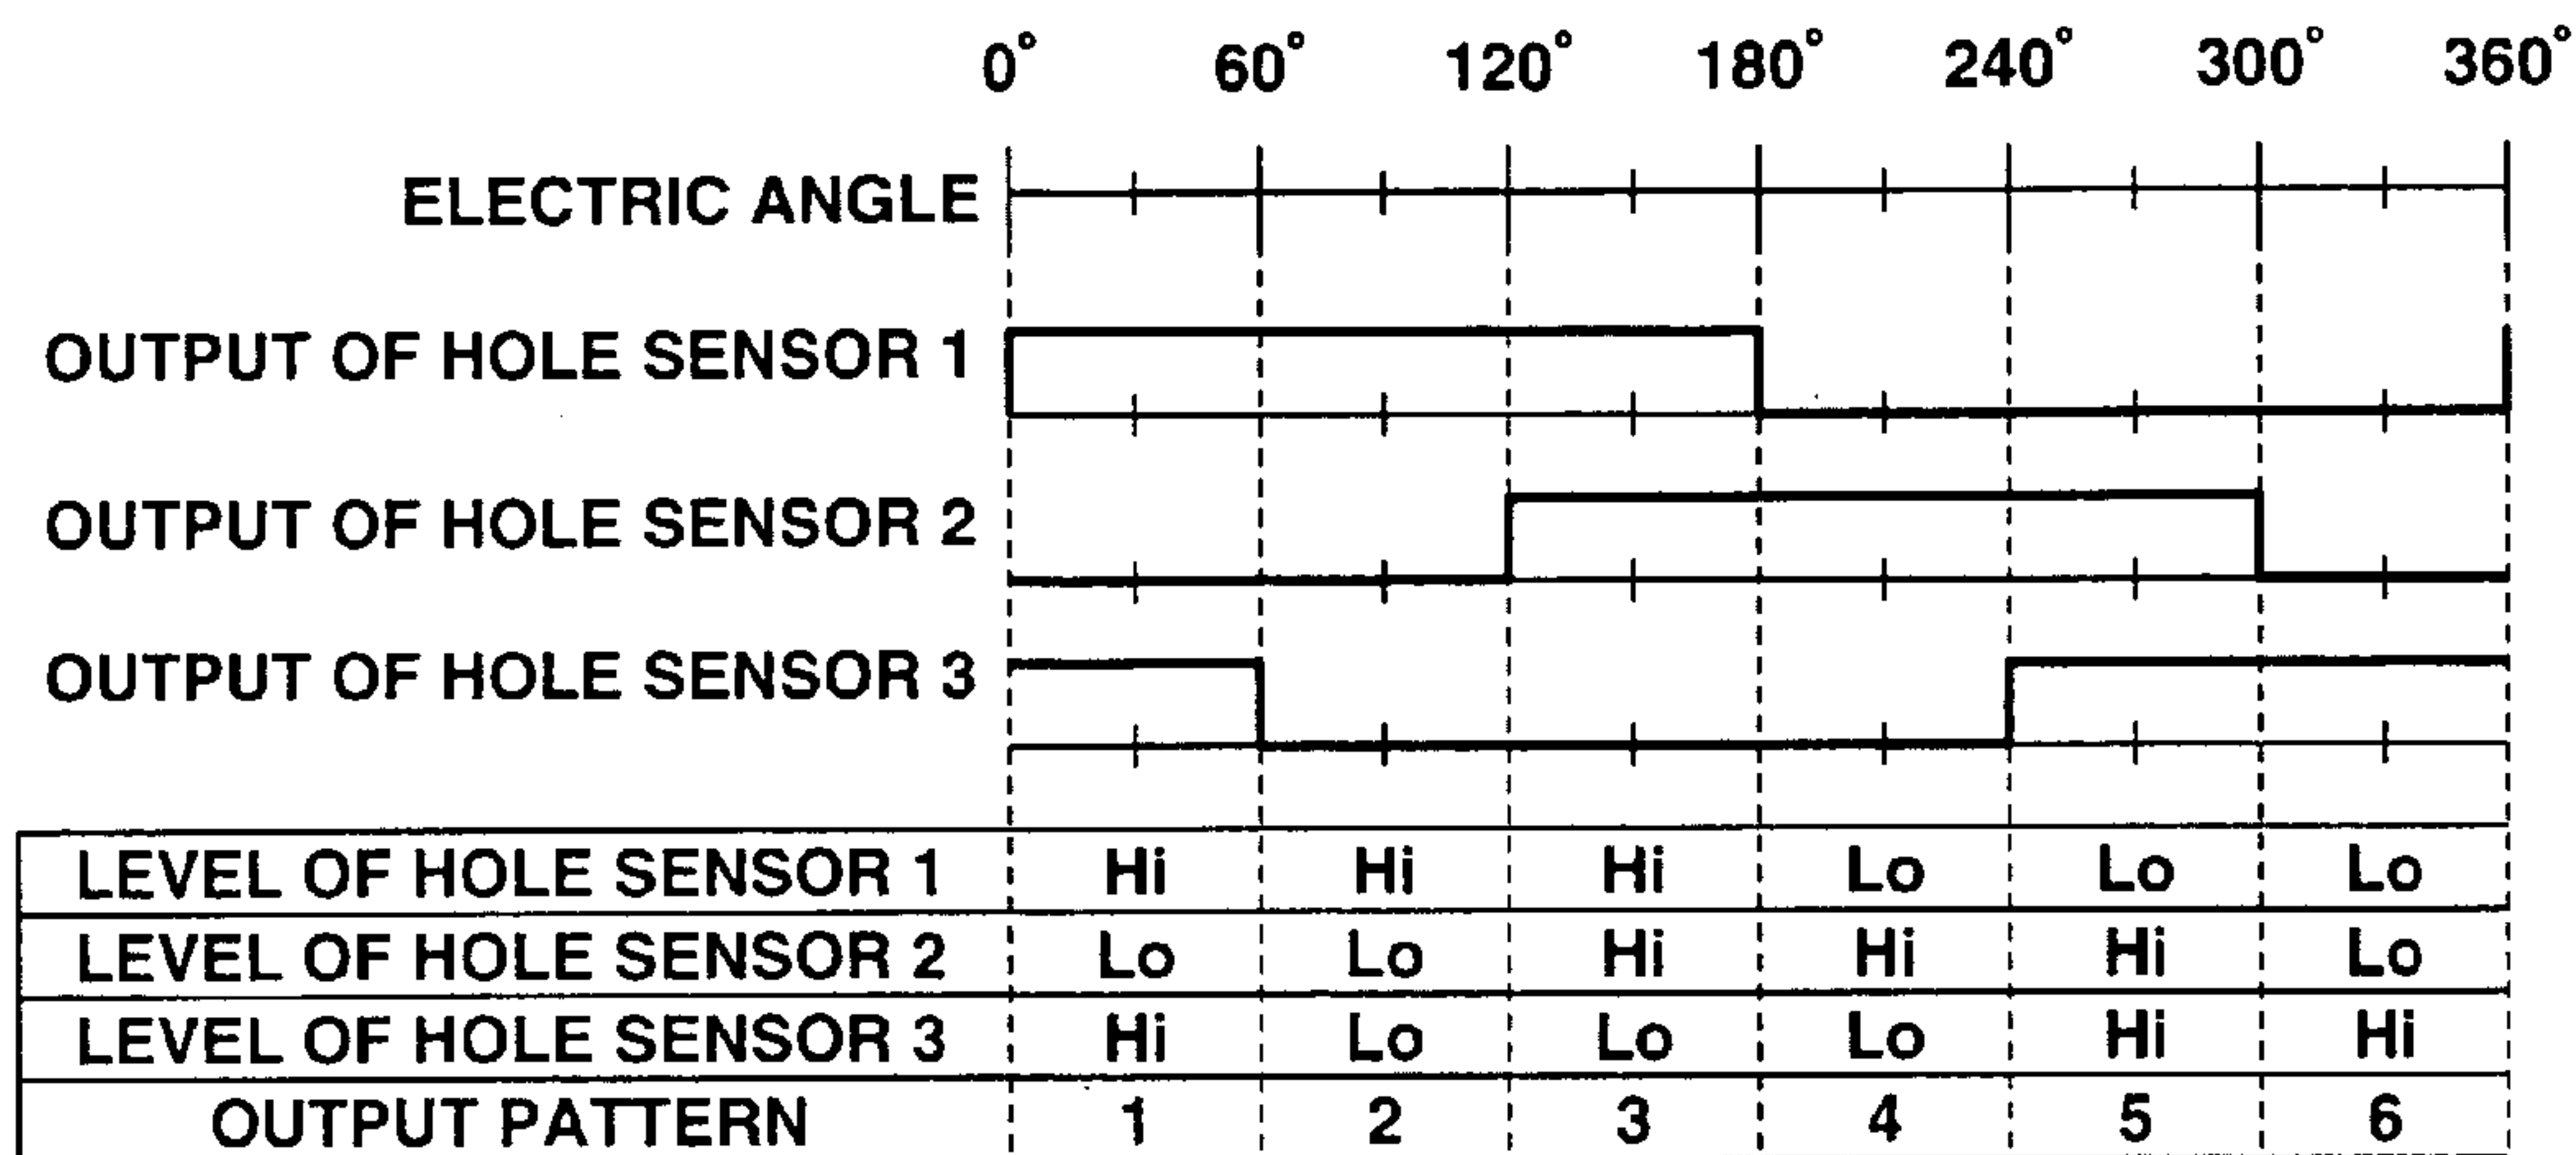 0° 60° 120° 180° 240° 300° 360°
ELECTRIC ANGLE
OUTPUT OF HOLE SENSOR 1
OUTPUT OF HOLE SENSOR 2
OUTPUT OF HOLE SENSOR 3
LEVEL OF HOLE SENSOR 1 Hi Hi Hi Lo Lo Lo
LEVEL OF HOLE SENSOR 2 Lo Lo Hi Hi Hi Lo
LEVEL OF HOLE SENSOR 3 Hi Lo Lo Lo Hi Hi
OUTPUT PATTERN 1 2 3 4 5 6